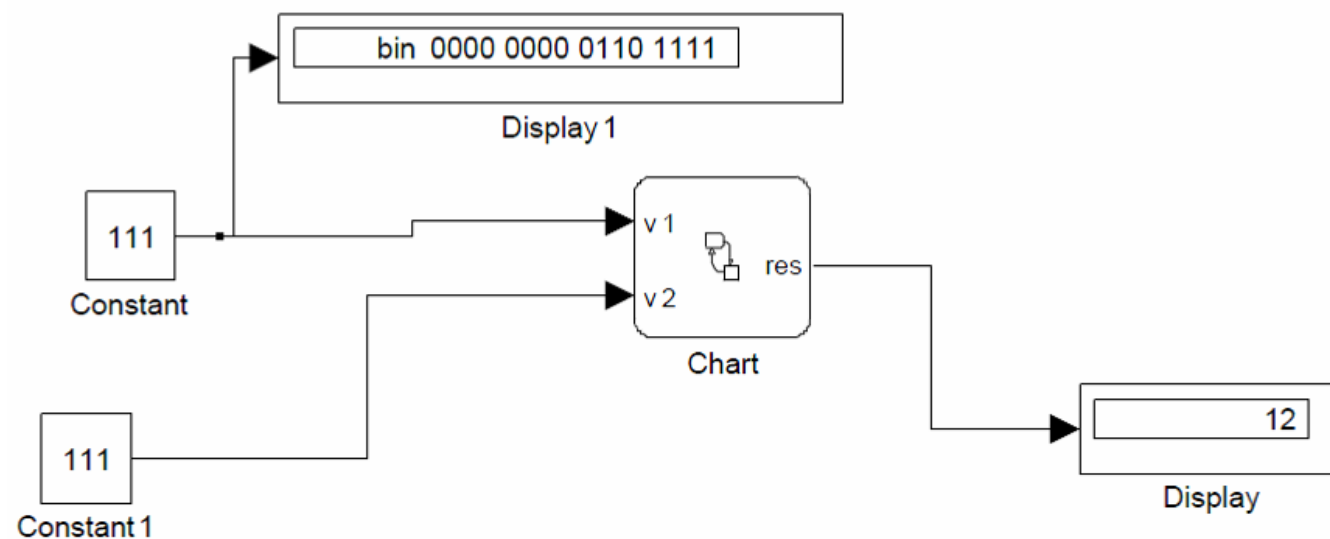 bin 0000 0000 0110 1111
Display 1
111
Constant
v 1
v 2
res
Chart
111
Constant 1
12
Display